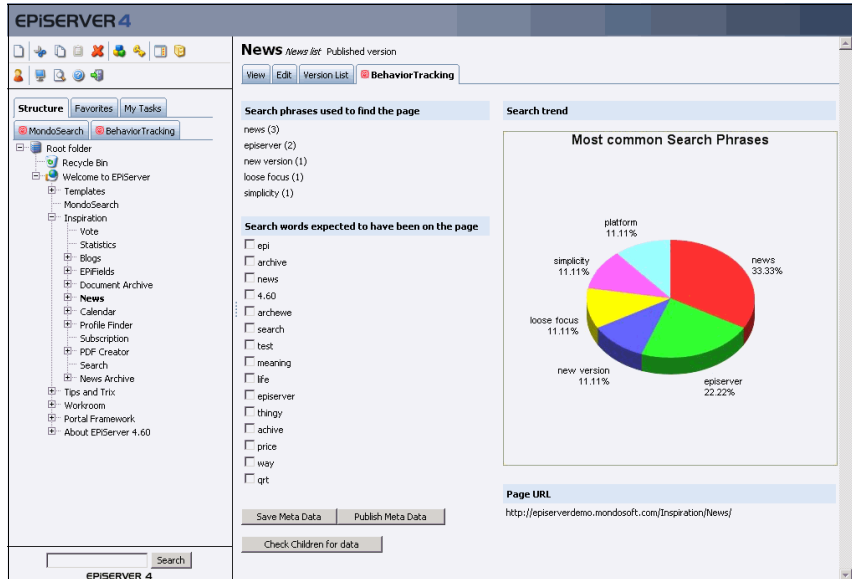 EPiSERVER 4
Structure Favorites My Tasks
MondoSearch BehaviorTracking
Root folder
Recycle Bin
Welcome to EPiServer
Templates
MondoSearch
Inspiration
Vote
Statistics
Blogs
EPiFields
Document Archive
News
Calendar
Profile Finder
Subscription
PDF Creator
Search
News Archive
Tips and Trix
Workroom
Portal Framework
About EPiServer 4.60
Search
EPiSERVER 4
News News list Published version
View Edit Version List BehaviorTracking
Search phrases used to find the page
news (3)
episerver (2)
new version (1)
loose focus (1)
simplicity (1)
Search words expected to have been on the page
epi
archive
news
4.60
archewe
search
test
meaning
life
episerver
thingy
achive
price
way
qrt
Save Meta Data Publish Meta Data
Check Children for data
Search trend
Most common Search Phrases
platform
11.11%
simplicity
11.11%
news
33.33%
loose focus
11.11%
new version
11.11%
episerver
22.22%
Page URL
http://episerverdemo.mondosoft.com/Inspiration/News/